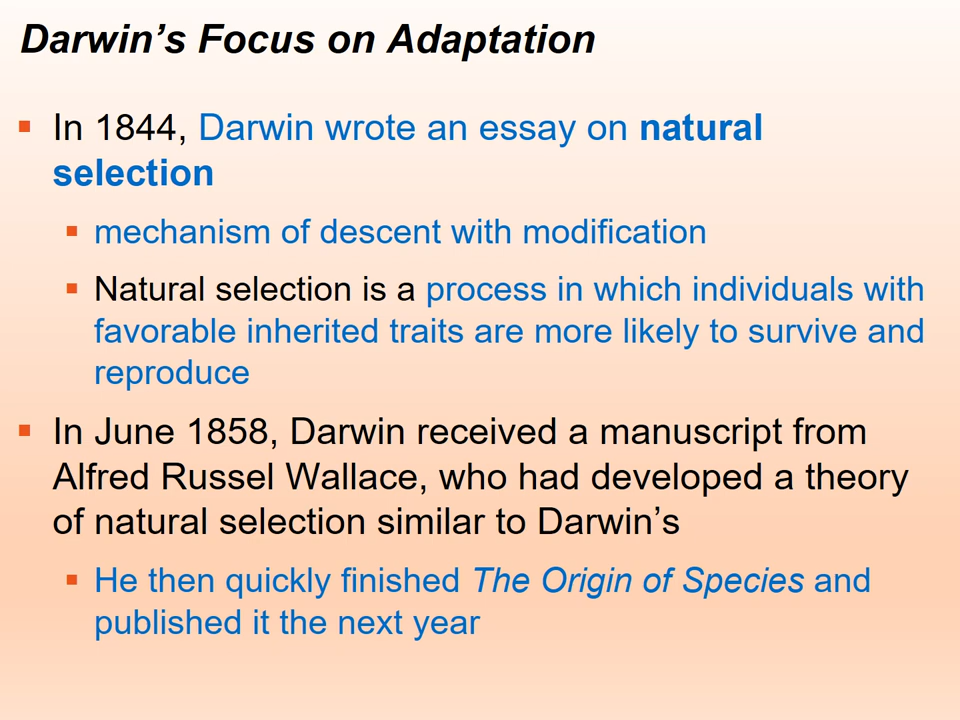 Darwin’s Focus on Adaptation
▪ In 1844, Darwin wrote an essay on natural
selection
▪ mechanism of descent with modification
▪ Natural selection is a process in which individuals with
favorable inherited traits are more likely to survive and
reproduce
▪ In June 1858, Darwin received a manuscript from
Alfred Russel Wallace, who had developed a theory
of natural selection similar to Darwin’s
▪ He then quickly finished The Origin of Species and
published it the next year